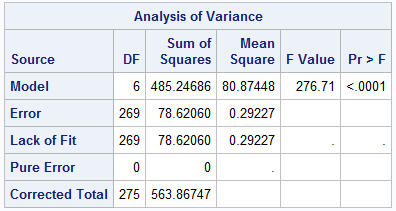 Analysis of Variance
Source DF Sum of Squares Mean Square F Value Pr > F
Model 6 485.24686 80.87448 276.71 <.0001
Error 269 78.62060 0.29227
Lack of Fit 269 78.62060 0.29227 . .
Pure Error 0 0 .
Corrected Total 275 563.86747